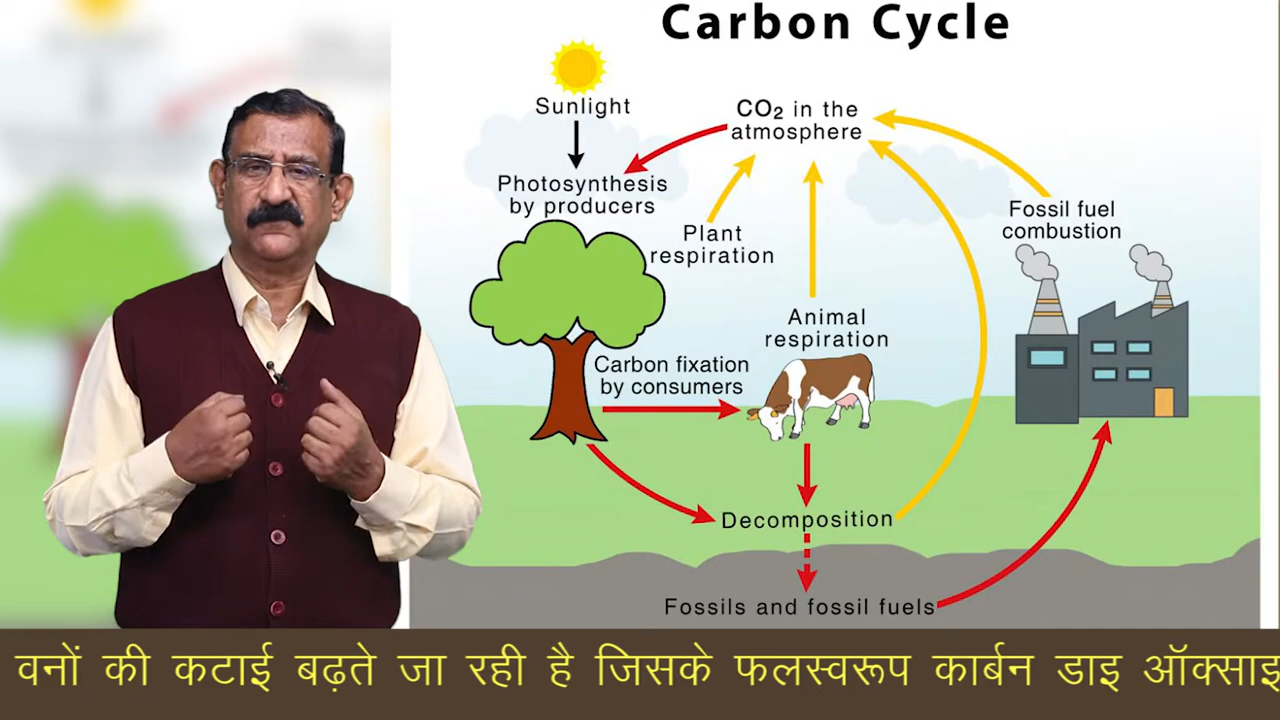 Carbon Cycle
Sunlight
CO₂ in the
atmosphere
Photosynthesis
by producers
Plant
respiration
Fossil fuel
combustion
Animal
respiration
Carbon fixation
by consumers
Decomposition
Fossils and fossil fuels
वनों की कटाई बढ़ते जा रही है जिसके फलस्वरूप कार्बन डाइ ऑक्साइ